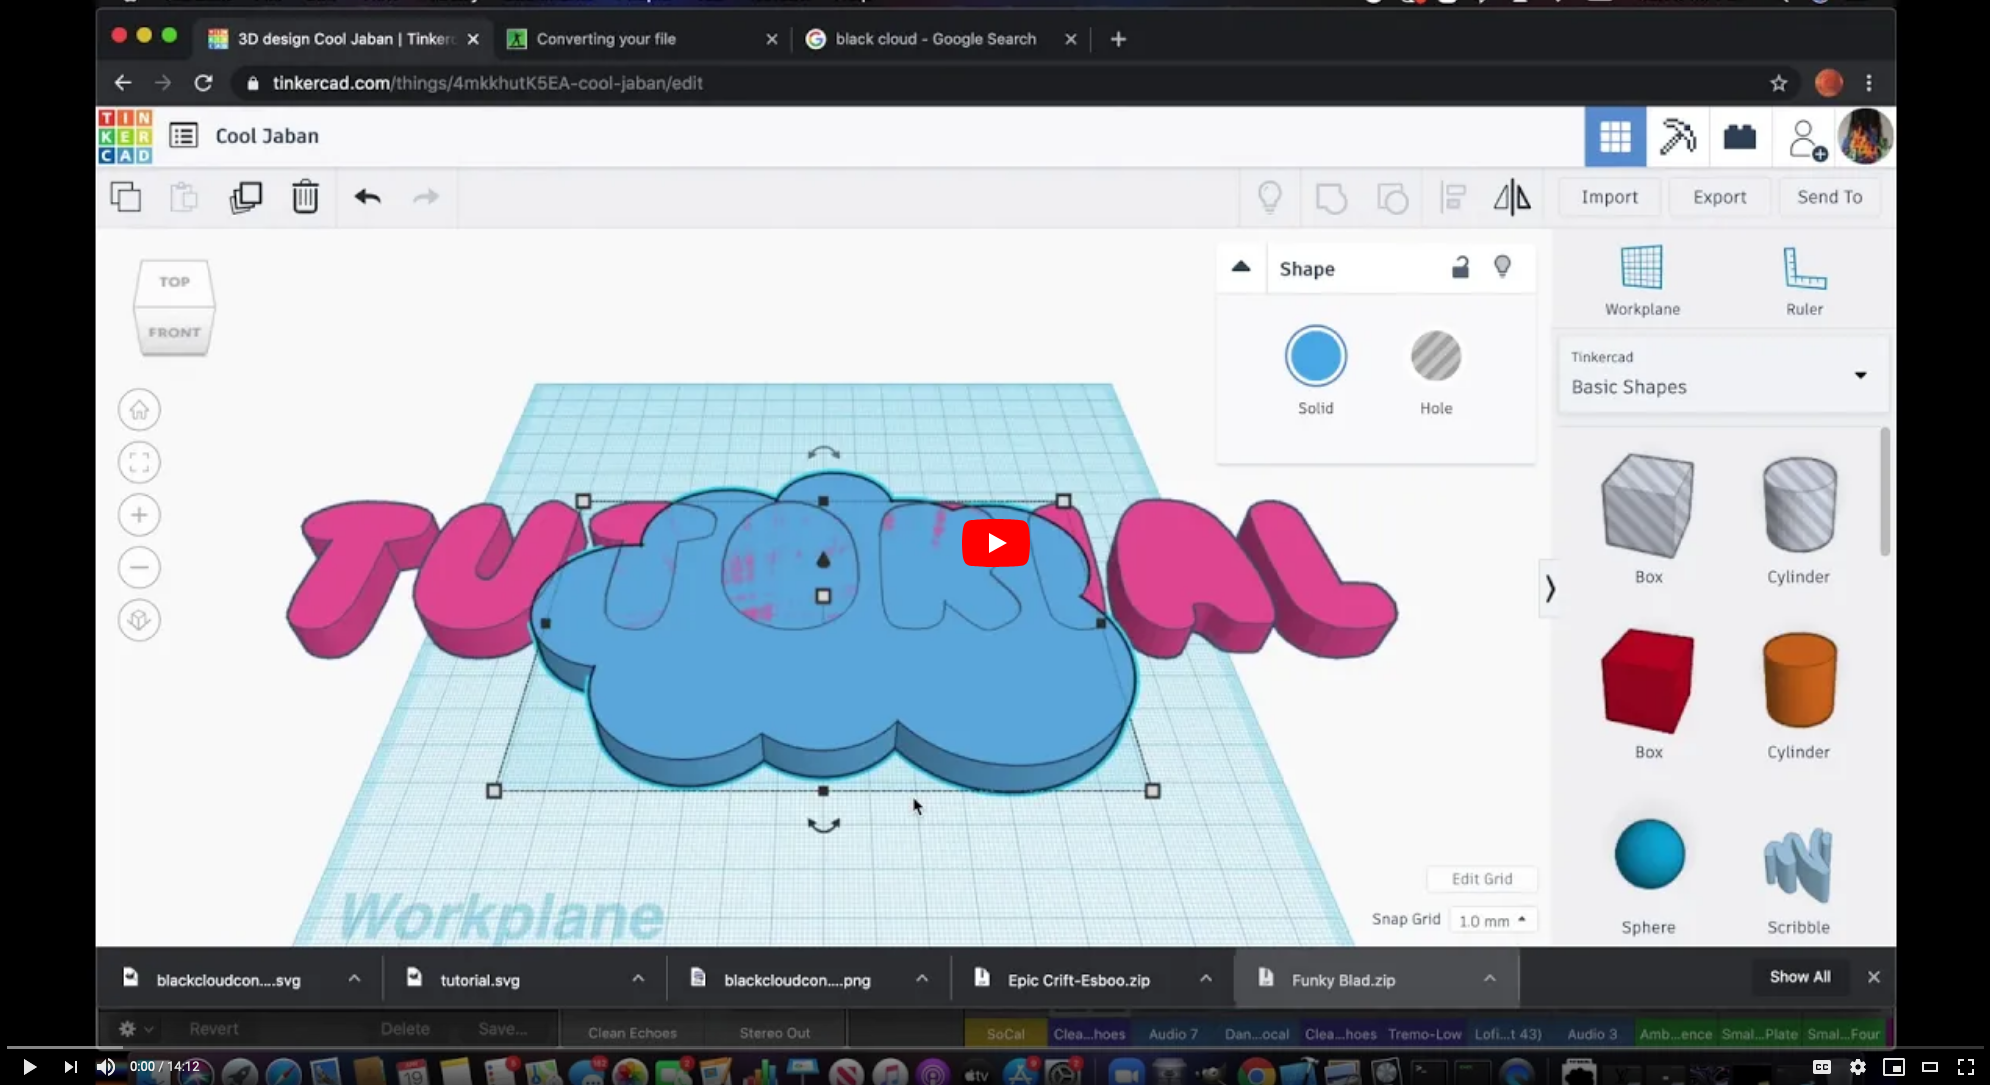 3D design Cool Jaban | Tinker
Converting your file
black cloud - Google Search
tinkercad.com/things/4mkkhutK5EA-cool-jaban/edit
TIN
KER
CAD
Cool Jaban
Import
Export
Send To
TOP
FRONT
Shape
Solid
Hole
Workplane
Ruler
Tinkercad
Basic Shapes
Box
Cylinder
Box
Cylinder
Sphere
Scribble
TUTORIAL
Workplane
Edit Grid
Snap Grid
1.0 mm
blackcloudcon....svg
tutorial.svg
blackcloudcon....png
Epic Crift-Esboo.zip
Funky Blad.zip
Show All
Revert
Delete
Save...
Clean Echoes
Stereo Out
SoCal
Clea...hoes
Audio 7
Dan...ocal
Clea...hoes
Tremo-Low
Lofi...t 43)
Audio 3
Amb...ence
Smal...Plate
Smal...Four
0:00 / 14:12
19
tv
CC